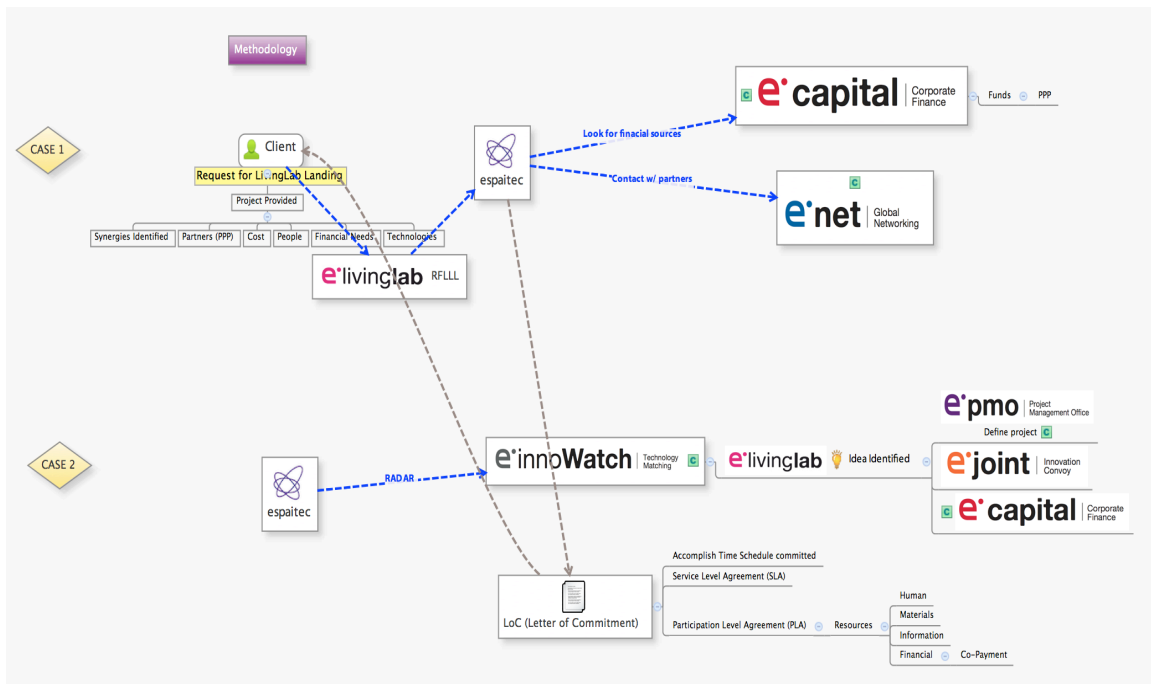 Methodology
CASE 1
Client
Request for LivingLab Landing
Project Provided
Synergies Identified
Partners (PPP)
Cost
People
Financial Needs
Technologies
e·livinglab RFLLL
espaitec
Look for finacial sources
Contact w/ partners
C
e·capital Corporate
Finance
Funds
PPP
C
e·net Global
Networking
CASE 2
espaitec
RADAR
e·innoWatch Technology
Matching
C
e·livinglab
Idea Identified
e·pmo Project
Management Office
Define project C
e·joint Innovation
Convoy
C
e·capital Corporate
Finance
LoC (Letter of Commitment)
Accomplish Time Schedule committed
Service Level Agreement (SLA)
Participation Level Agreement (PLA)
Resources
Human
Materials
Information
Financial
Co-Payment